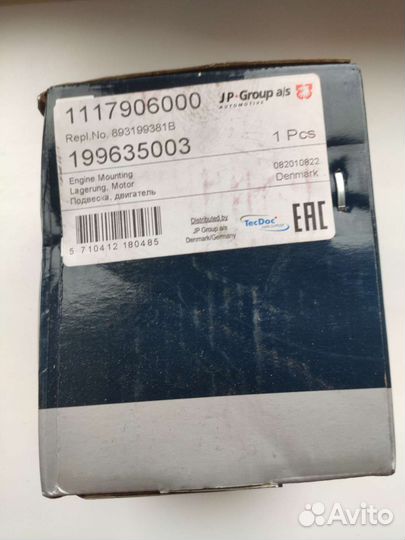 1117906000
JP Group a/s
AUTOMOTIVE
Repl.No. 893199381B
199635003
1 Pcs
Engine Mounting
Lagerung, Motor
Подвеска, двигатель
082010822
Denmark
5 710412 180485
Distributed by
JP Group a/s
Denmark/Germany
TecDoc
EAC
Avito